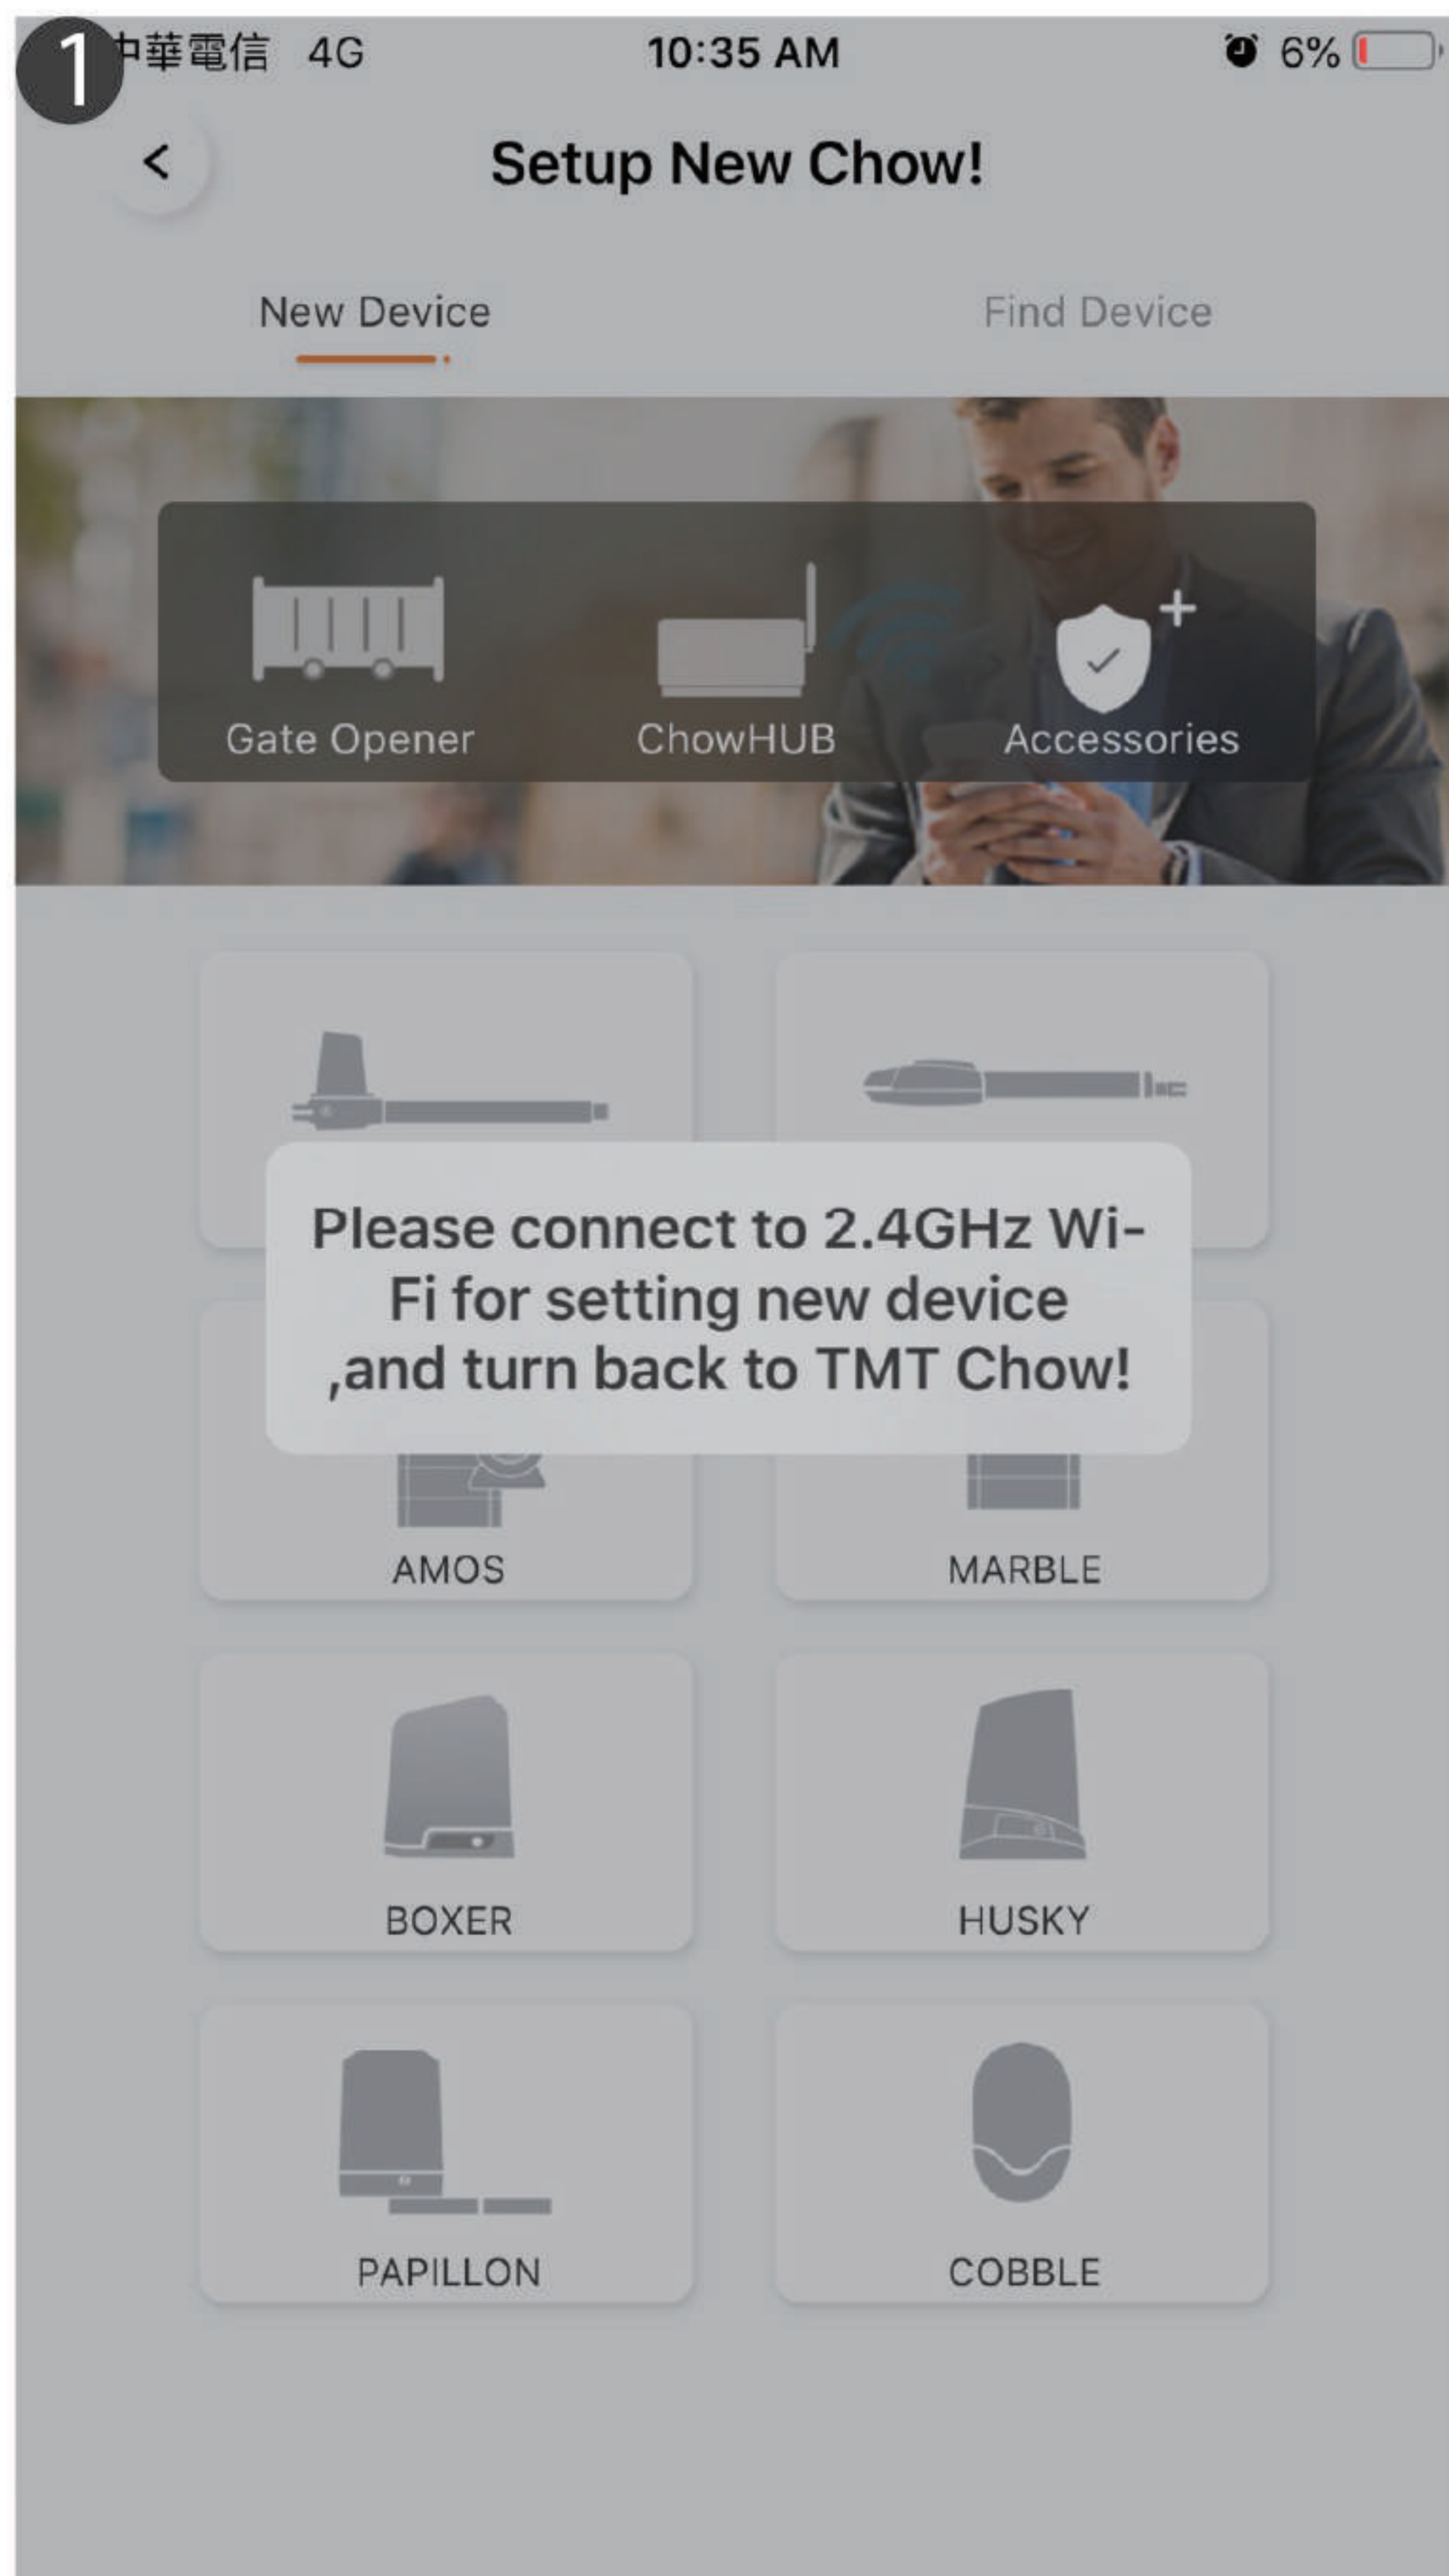 1
中華電信 4G 10:35 AM 6%
<
Setup New Chow!
New Device Find Device
Gate Opener ChowHUB Accessories
Please connect to 2.4GHz Wi-
Fi for setting new device
,and turn back to TMT Chow!
AMOS MARBLE
BOXER HUSKY
PAPILLON COBBLE